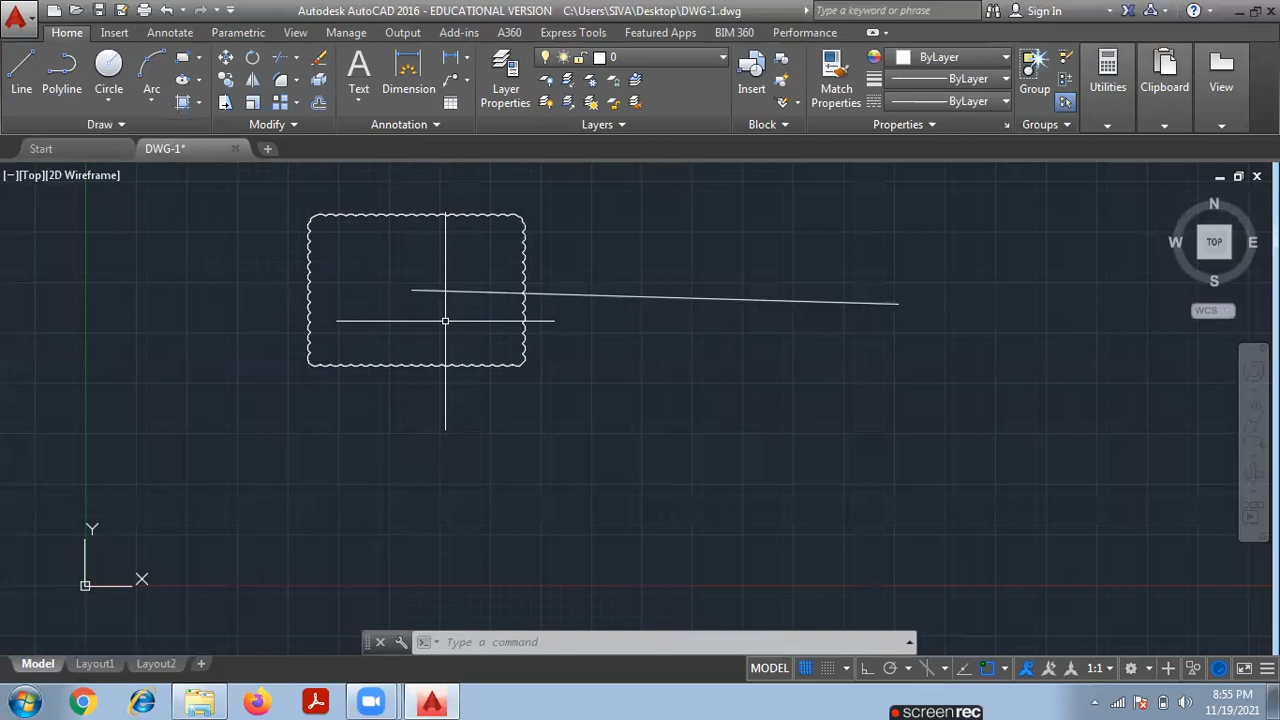 Autodesk AutoCAD 2016 - EDUCATIONAL VERSION C:\Users\SIVA\Desktop\DWG-1.dwg
Type a keyword or phrase
Sign In
Home Insert Annotate Parametric View Manage Output Add-ins A360 Express Tools Featured Apps BIM 360 Performance
0
ByLayer
ByLayer
ByLayer
Line Polyline Circle Arc
Text Dimension
Layer Properties
Insert
Match Properties
Group
Utilities Clipboard View
Draw Modify Annotation Layers Block Properties Groups
Start DWG-1*
[−][Top][2D Wireframe]
N
W TOP E
S
WCS
Y
X
Type a command
Model Layout1 Layout2
MODEL 1:1
8:55 PM
11/19/2021
screenrec